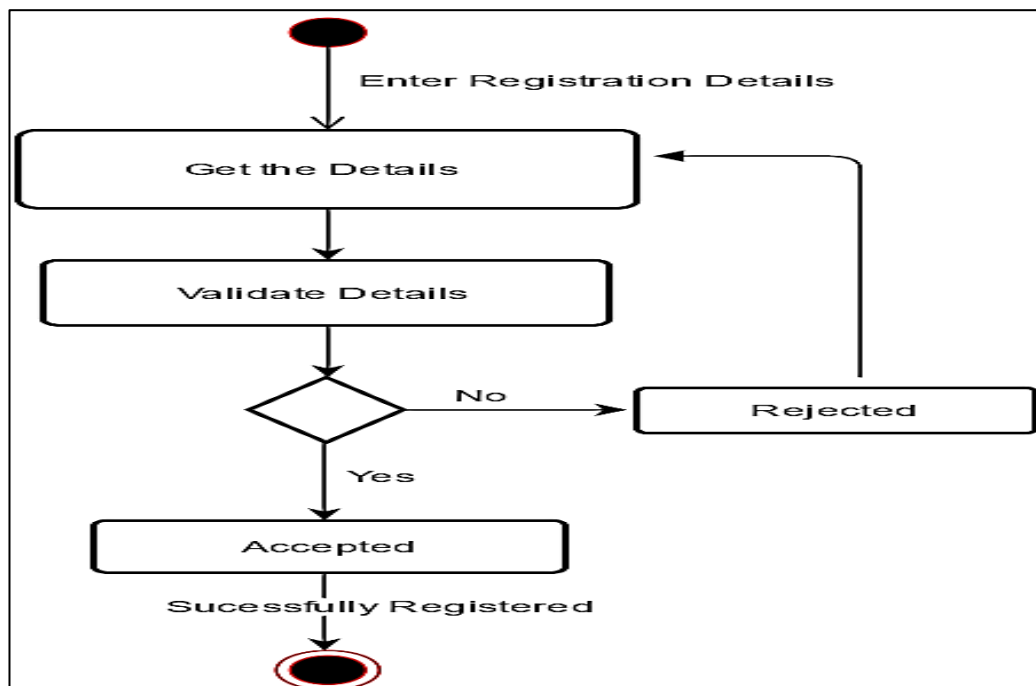 Enter Registration Details
Get the Details
Validate Details
No
Rejected
Yes
Accepted
Sucessfully Registered